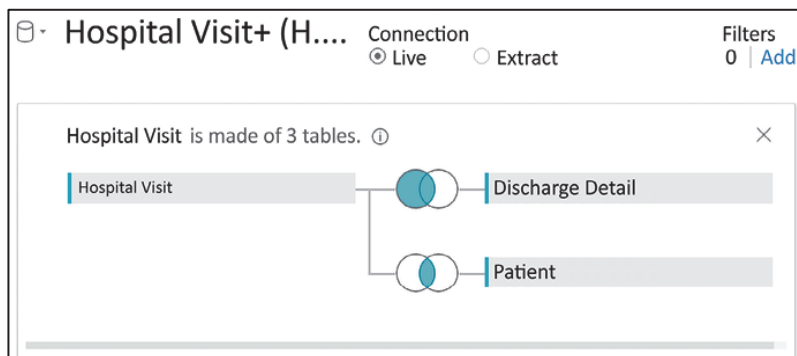 Hospital Visit+ (H....
Connection
Live Extract
Filters
0 | Add
Hospital Visit is made of 3 tables.
Hospital Visit
Discharge Detail
Patient